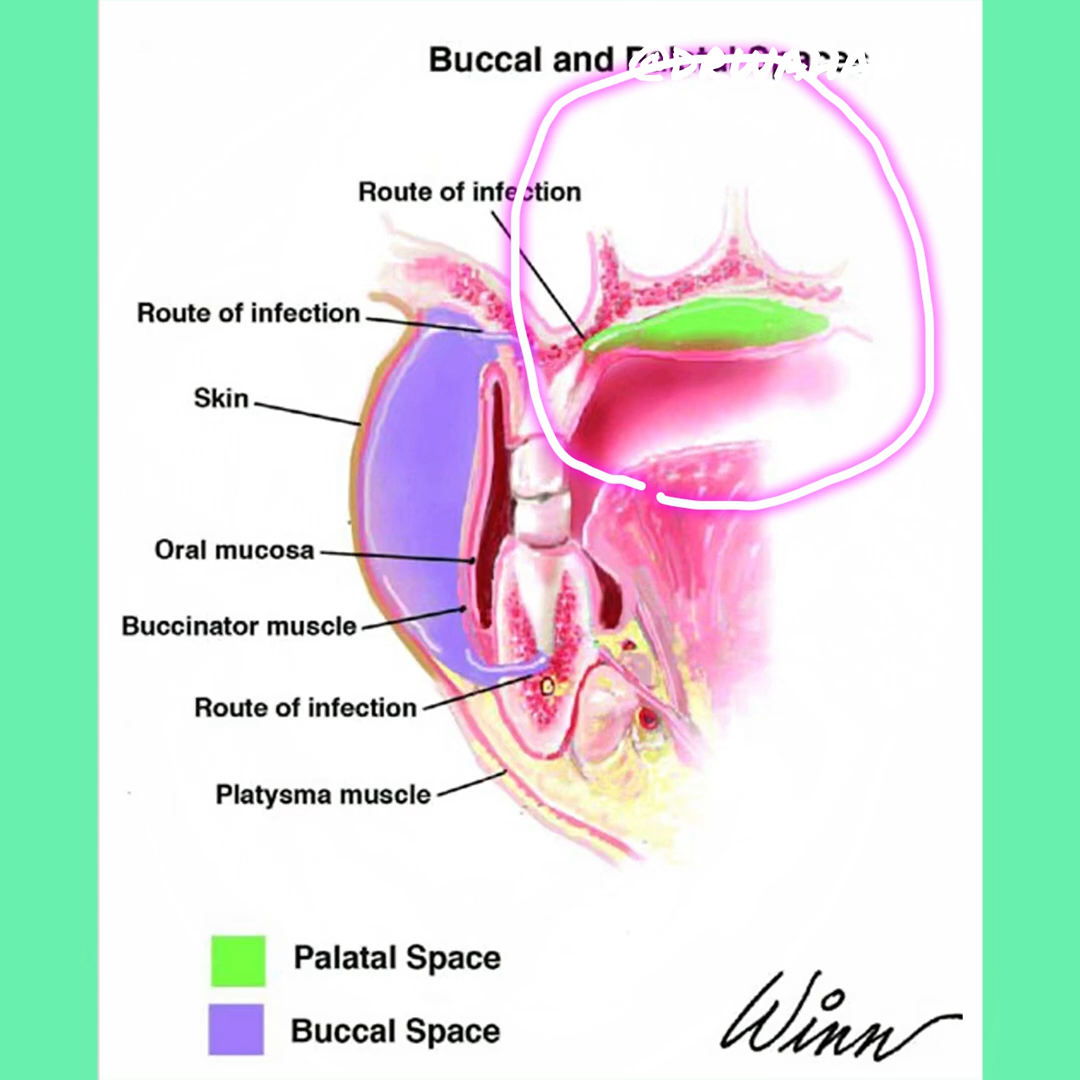 Buccal and
Route of infection
Route of infection
Skin
Oral mucosa
Buccinator muscle
Route of infection
Platysma muscle
Palatal Space
Buccal Space
Winn